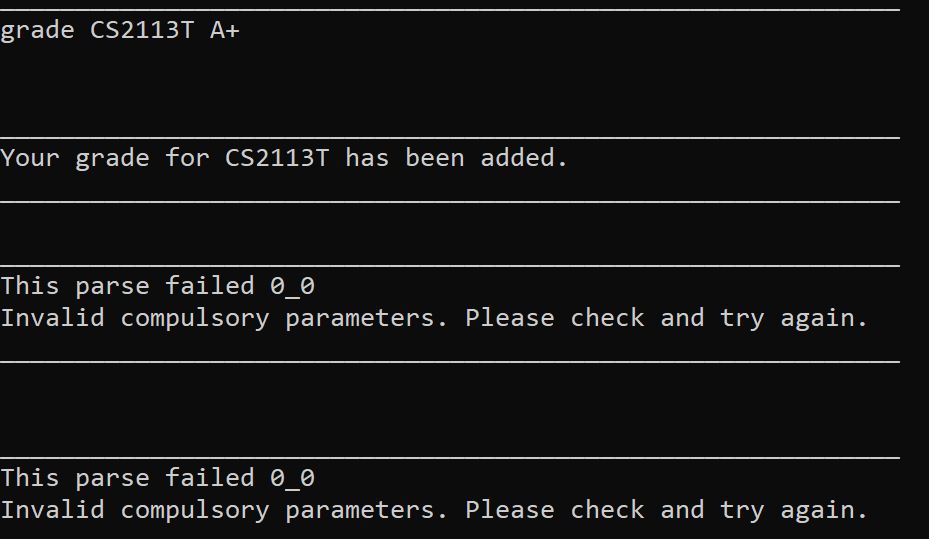 grade CS2113T A+
Your grade for CS2113T has been added.
This parse failed 0_0
Invalid compulsory parameters. Please check and try again.
This parse failed 0_0
Invalid compulsory parameters. Please check and try again.